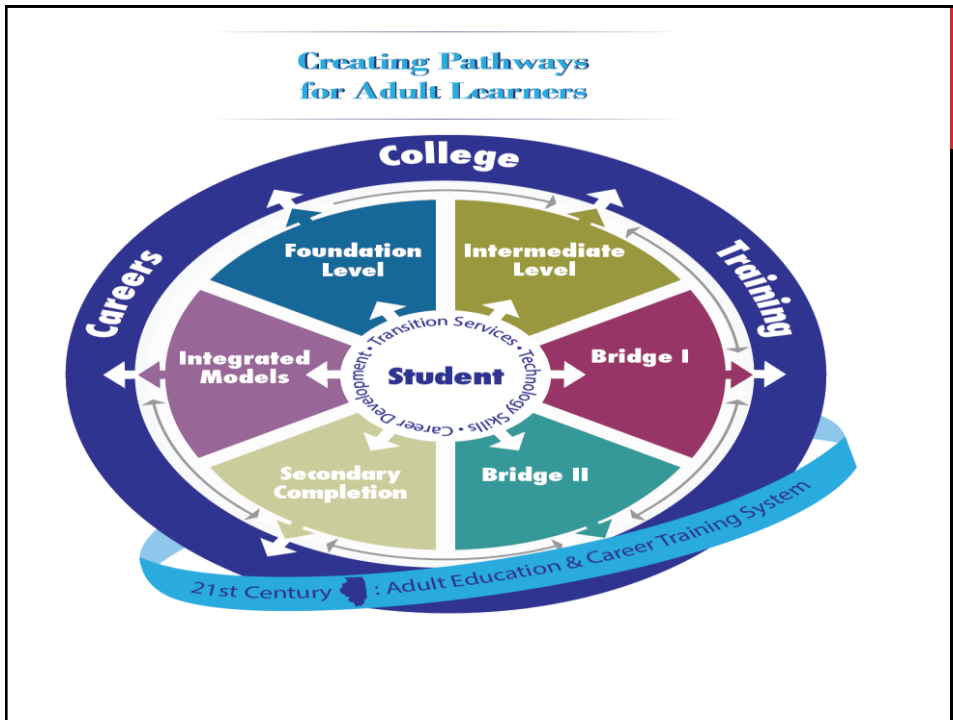 Creating Pathways
for Adult Learners
College
Careers
Training
Foundation
Level
Intermediate
Level
Integrated
Models
Bridge I
Secondary
Completion
Bridge II
Transition Services • Technology Skills • Career Development •
Student
21st Century : Adult Education & Career Training System